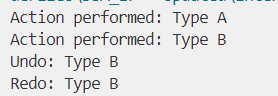 Action performed: Type A
Action performed: Type B
Undo: Type B
Redo: Type B